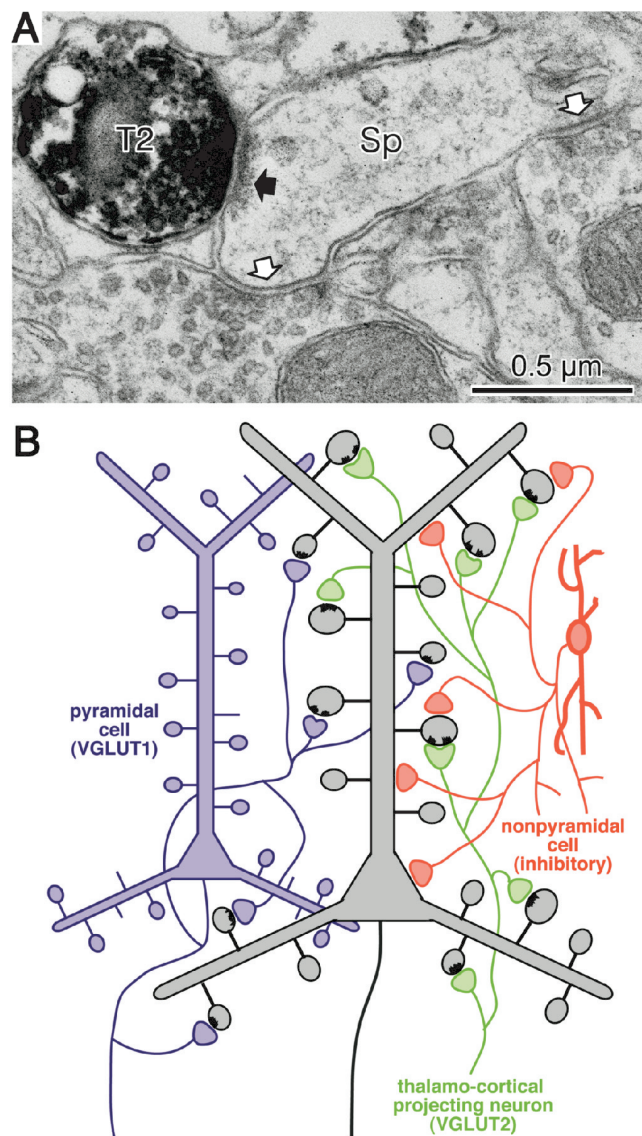 A
T2
Sp
0.5 µm
B
pyramidal
cell
(VGLUT1)
nonpyramidal
cell
(inhibitory)
thalamo-cortical
projecting neuron
(VGLUT2)